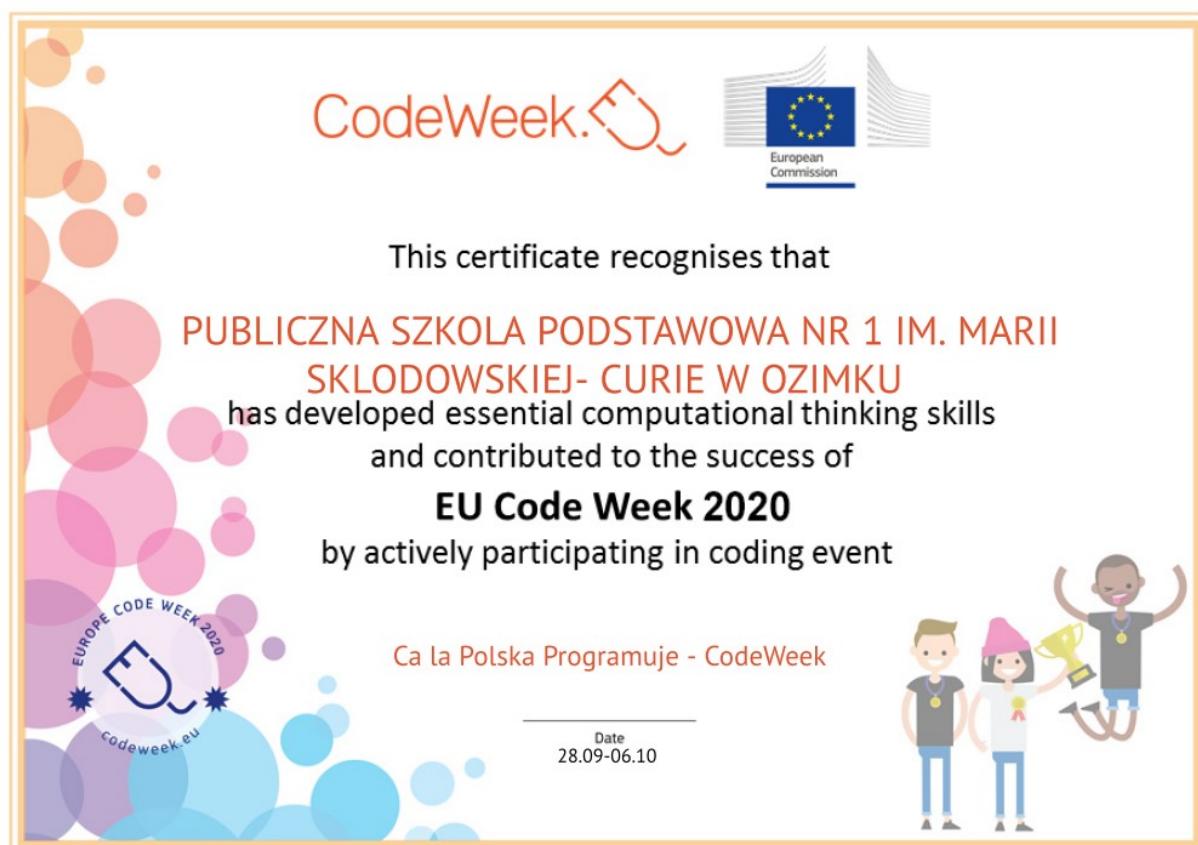 CodeWeek.EU
European
Commission
This certificate recognises that
PUBLICZNA SZKOLA PODSTAWOWA NR 1 IM. MARII
SKLODOWSKIEJ- CURIE W OZIMKU
has developed essential computational thinking skills
and contributed to the success of
EU Code Week 2020
by actively participating in coding event
EUROPE CODE WEEK 2020
codeweek.eu
Ca la Polska Programuje - CodeWeek
Date
28.09-06.10